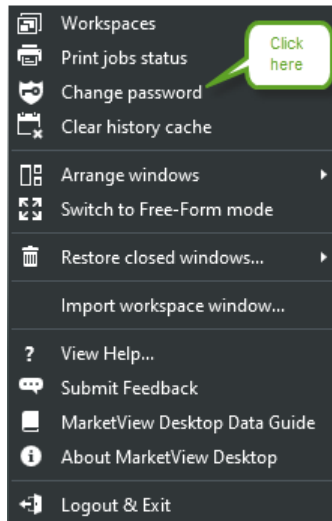 Workspaces
Print jobs status
Click
here
Change password
Clear history cache
Arrange windows
Switch to Free-Form mode
Restore closed windows...
Import workspace window...
? View Help...
Submit Feedback
MarketView Desktop Data Guide
About MarketView Desktop
Logout & Exit